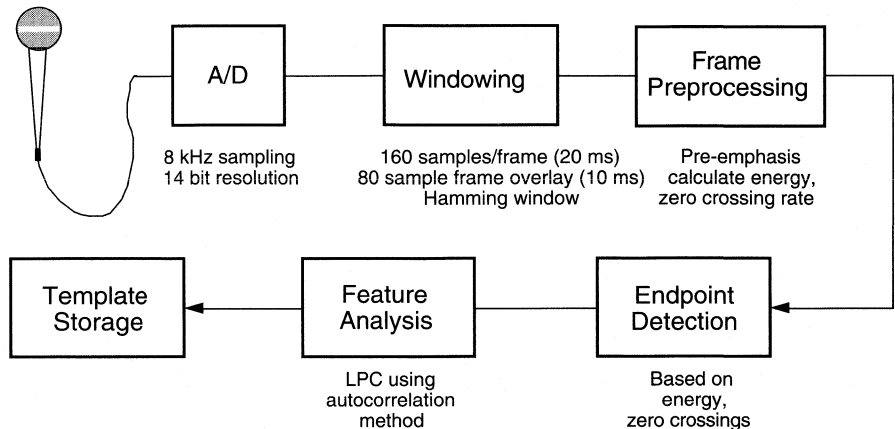 A/D
Windowing
Frame
Preprocessing
8 kHz sampling
14 bit resolution
160 samples/frame (20 ms)
80 sample frame overlay (10 ms)
Hamming window
Pre-emphasis
calculate energy,
zero crossing rate
Template
Storage
Feature
Analysis
Endpoint
Detection
LPC using
autocorrelation
method
Based on
energy,
zero crossings